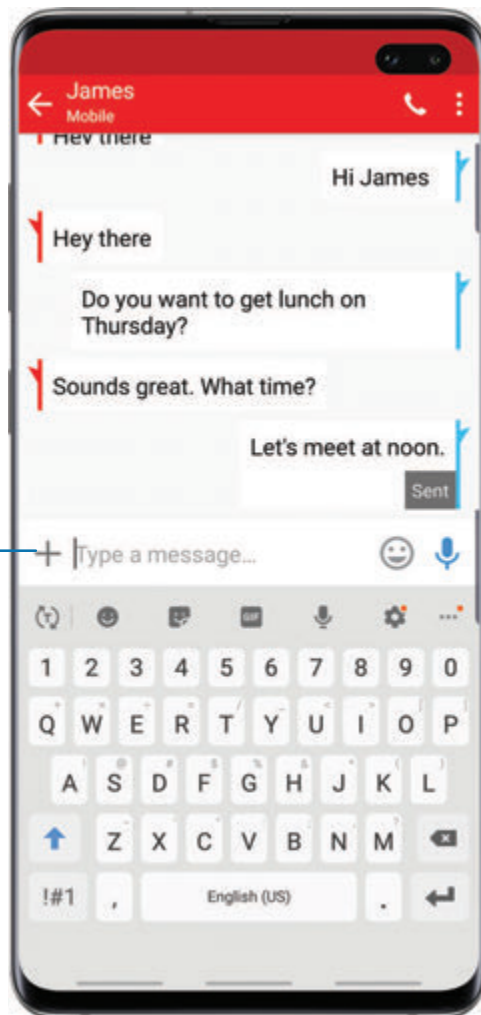 James
Mobile
Hey there
Hi James
Hey there
Do you want to get lunch on
Thursday?
Sounds great. What time?
Let's meet at noon.
Sent
Type a message...
T
GIF
1 2 3 4 5 6 7 8 9 0
Q W E R T Y U I O P
A S D F G H J K L
Z X C V B N M
!#1 , English (US) .